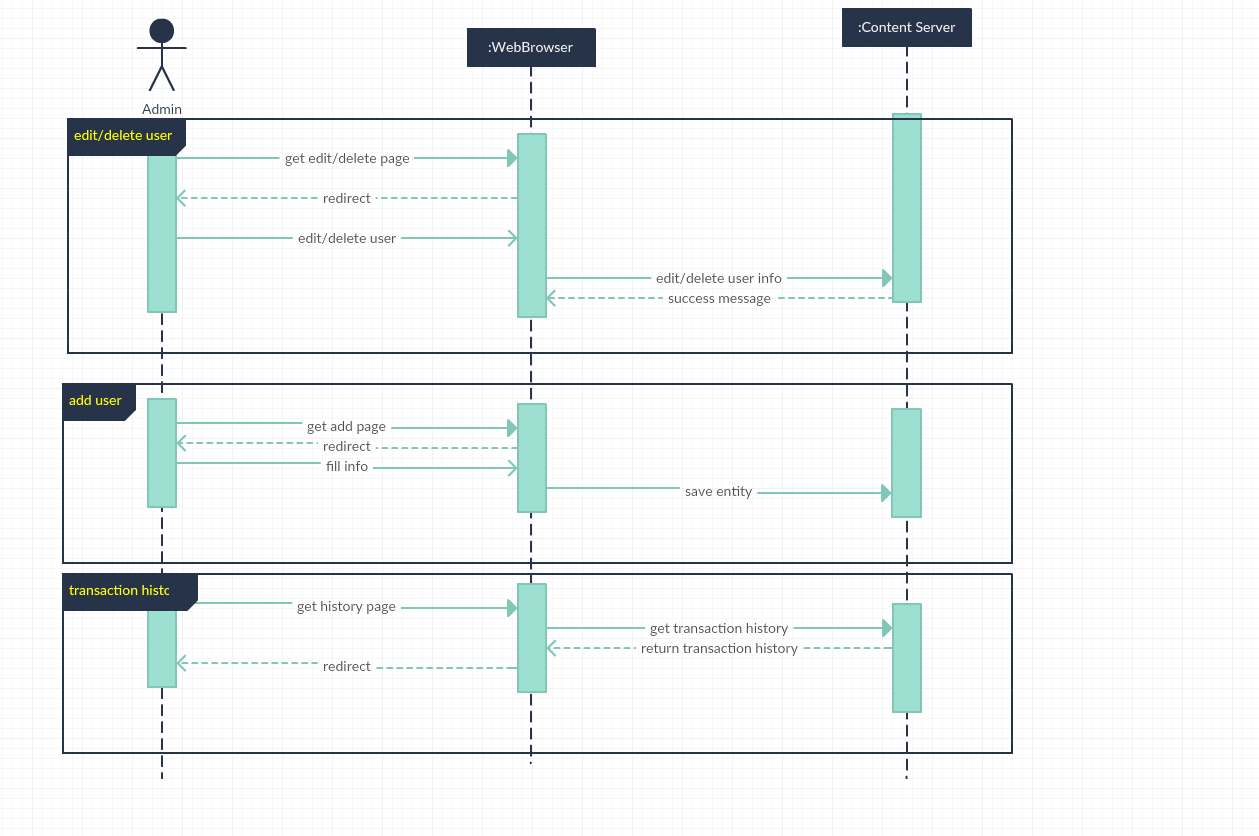 :Content Server
:WebBrowser
Admin
edit/delete user
get edit/delete page
redirect
edit/delete user
edit/delete user info
success message
add user
get add page
redirect
fill info
save entity
transaction histc
get history page
get transaction history
return transaction history
redirect